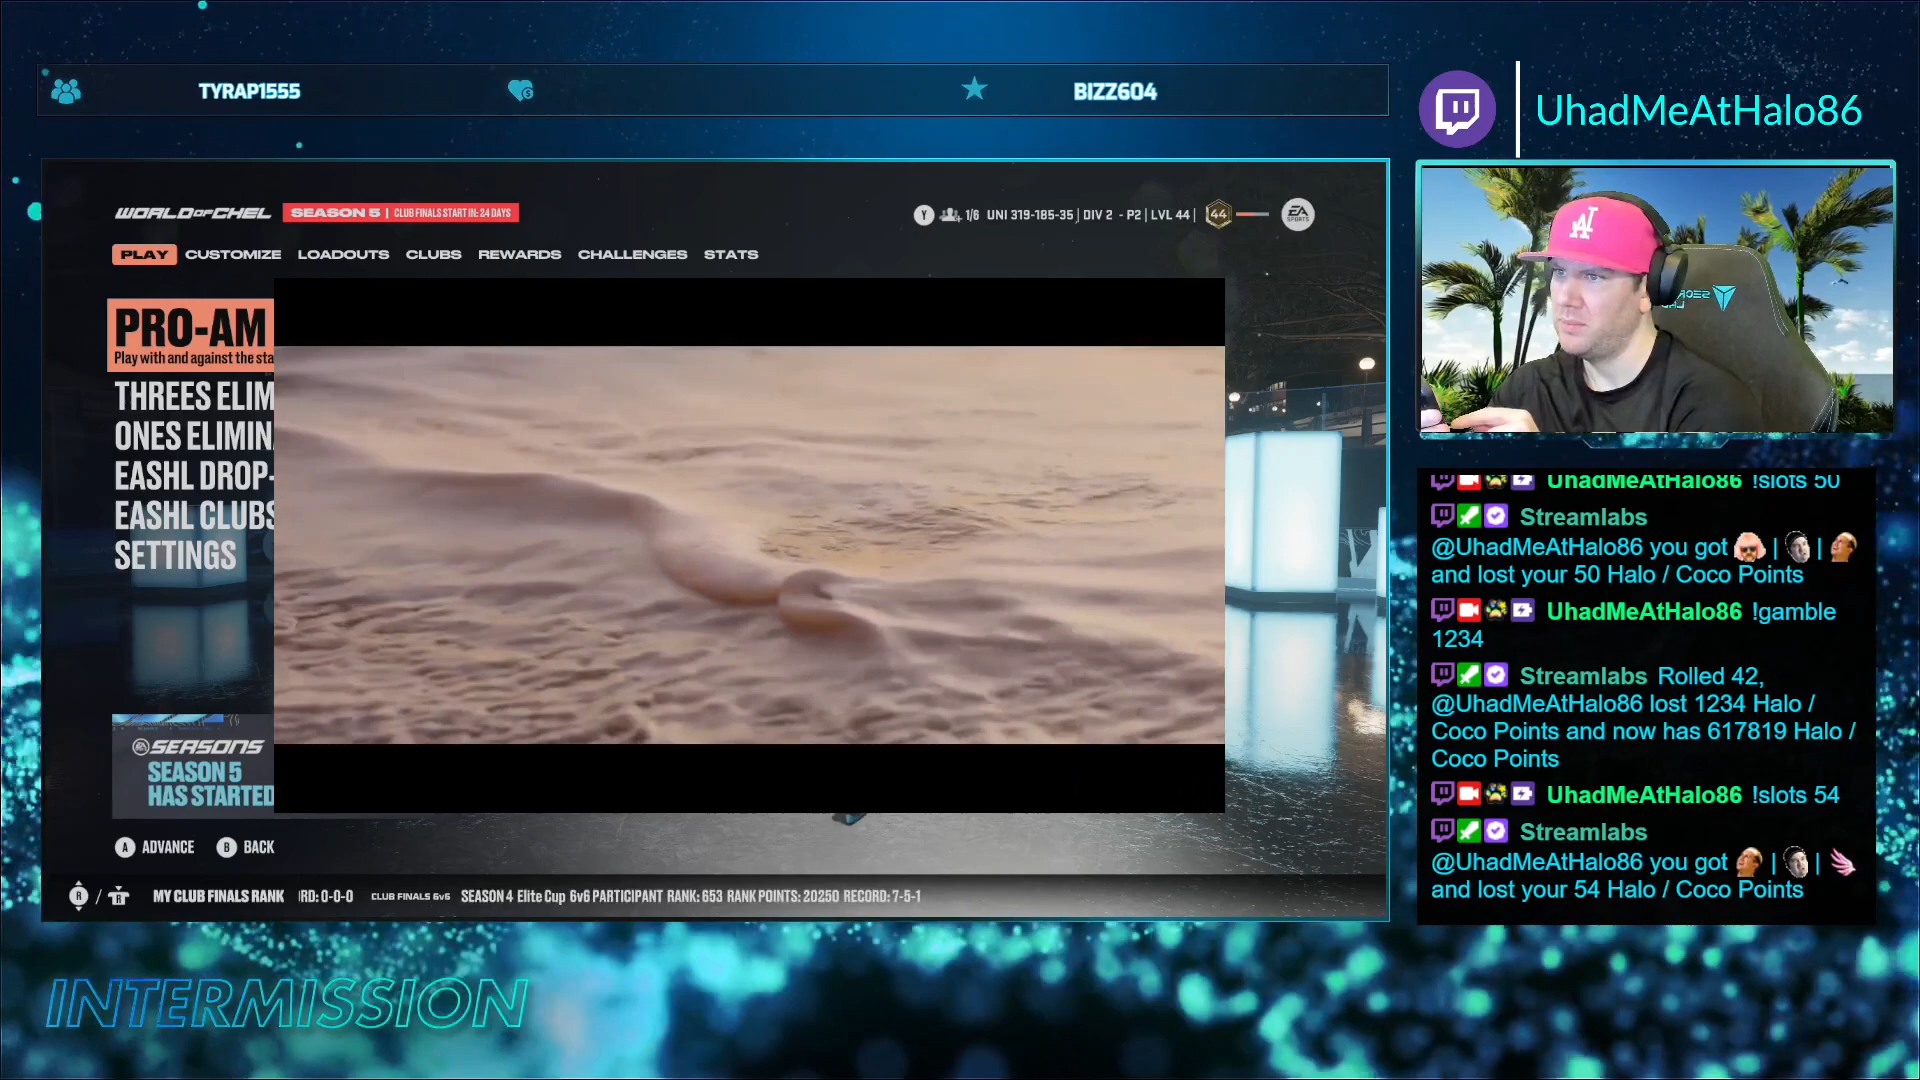 TYRAP1555
BIZZ604
UhadMeAtHalo86
WORLD OF CHEL
SEASON 5 | CLUB FINALS START IN: 24 DAYS
Y 1/6 UNI 319-185-35 | DIV 2 - P2 | LVL 44 | 44
EA SPORTS
PLAY CUSTOMIZE LOADOUTS CLUBS REWARDS CHALLENGES STATS
PRO-AM
Play with and against the sta
THREES ELIM
ONES ELIMIN
EASHL DROP-
EASHL CLUBS
SETTINGS
SEASONS
SEASON 5
HAS STARTED
A ADVANCE B BACK
R / R MY CLUB FINALS RANK RD: 0-0-0 CLUB FINALS 6v6 SEASON 4 Elite Cup 6v6 PARTICIPANT RANK: 653 RANK POINTS: 20250 RECORD: 7-5-1
INTERMISSION
UhadMeAtHalo86 !slots 50
Streamlabs
@UhadMeAtHalo86 you got | |
and lost your 50 Halo / Coco Points
UhadMeAtHalo86 !gamble
1234
Streamlabs Rolled 42,
@UhadMeAtHalo86 lost 1234 Halo /
Coco Points and now has 617819 Halo /
Coco Points
UhadMeAtHalo86 !slots 54
Streamlabs
@UhadMeAtHalo86 you got | |
and lost your 54 Halo / Coco Points